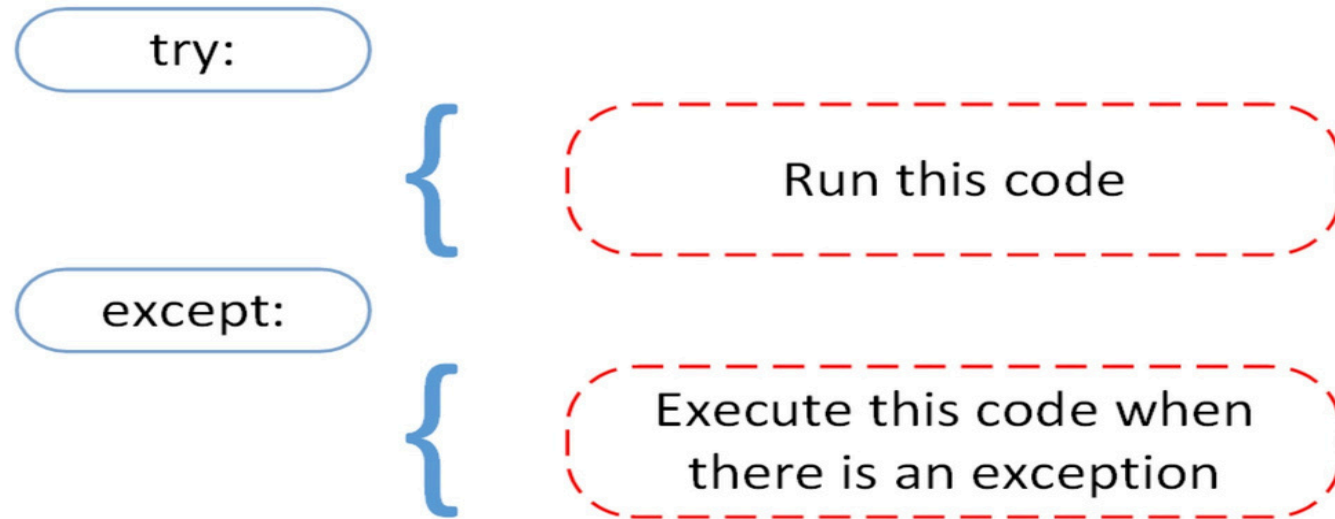 try:
Run this code
except:
Execute this code when
there is an exception